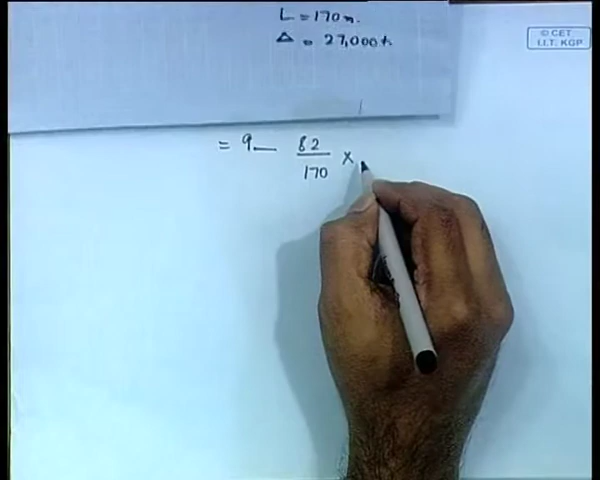 L = 170 m.
Δ = 27,000 t.
© CET
I.I.T. KGP
= 9 — 82/170 ×